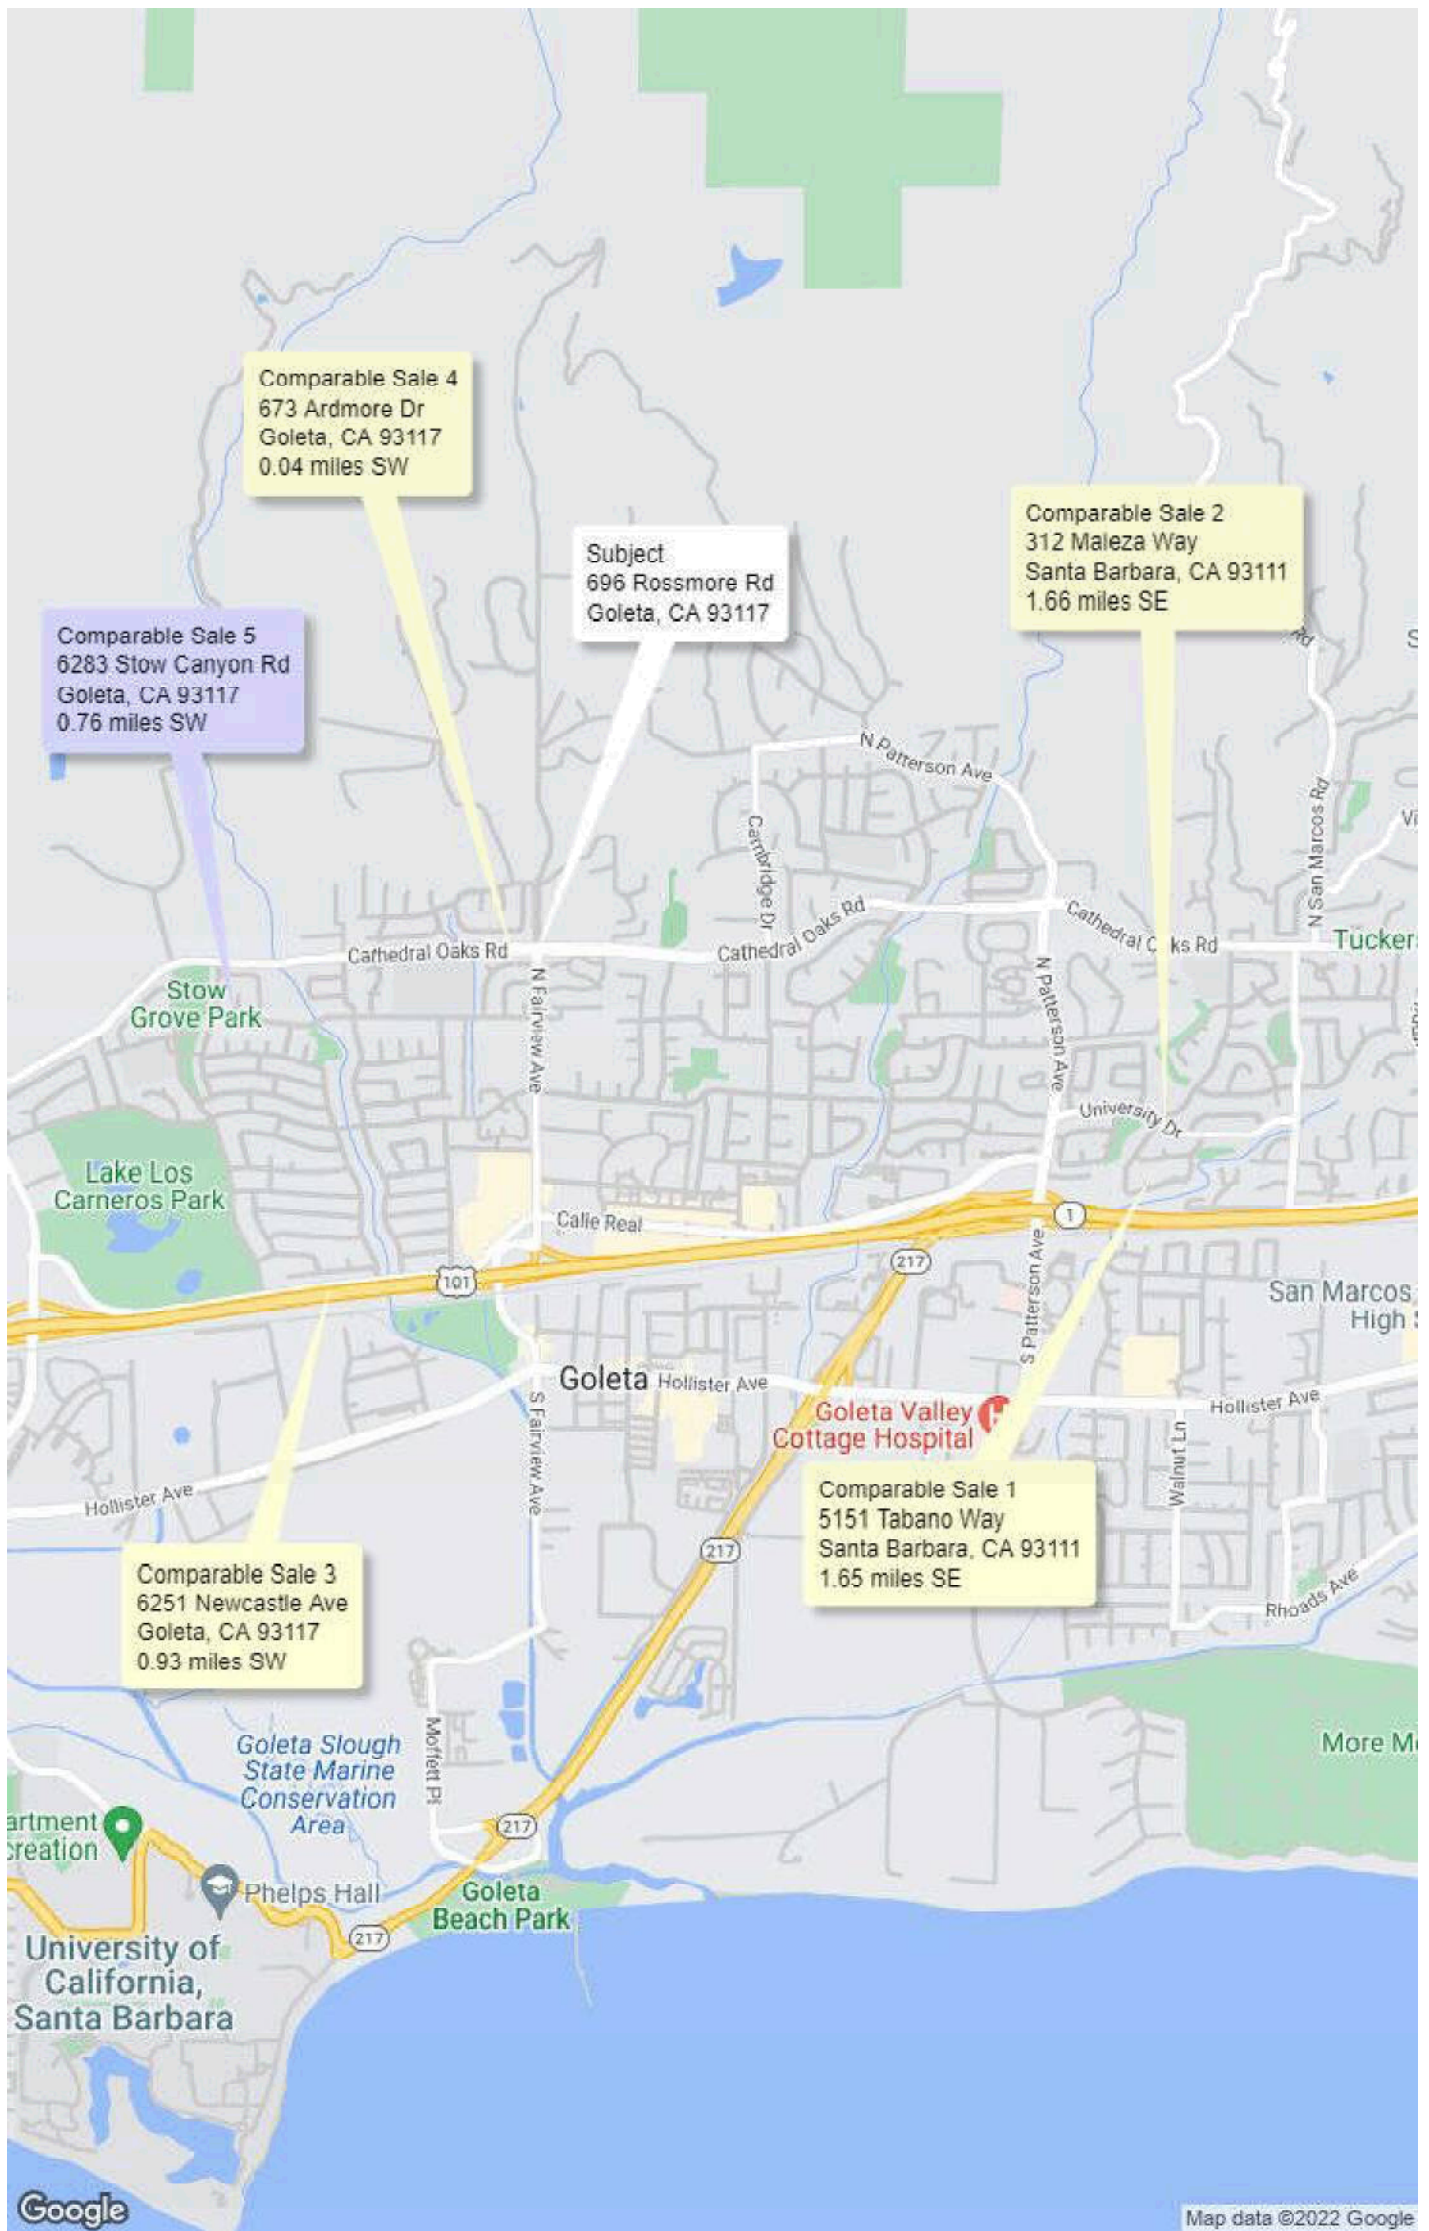 Comparable Sale 4
673 Ardmore Dr
Goleta, CA 93117
0.04 miles SW
Comparable Sale 2
312 Maleza Way
Santa Barbara, CA 93111
1.66 miles SE
Subject
696 Rossmore Rd
Goleta, CA 93117
Comparable Sale 5
6283 Stow Canyon Rd
Goleta, CA 93117
0.76 miles SW
Rd
N Patterson Ave
Cambridge Dr
N San Marcos Rd
Cathedral Oaks Rd
Cathedral Oaks Rd
Cathedral Oaks Rd
Tucker
Stow
Grove Park
N Fairview Ave
N Patterson Ave
University Dr
Lake Los
Carneros Park
Calle Real
1
217
101
S Patterson Ave
San Marcos
High
Goleta
Hollister Ave
Hollister Ave
Goleta Valley
Cottage Hospital
S Fairview Ave
Walnut Ln
Hollister Ave
Comparable Sale 1
5151 Tabano Way
Santa Barbara, CA 93111
1.65 miles SE
217
Comparable Sale 3
6251 Newcastle Ave
Goleta, CA 93117
0.93 miles SW
Rhoads Ave
Moffett Pl
Goleta Slough
State Marine
Conservation
Area
More M
artment
creation
217
Phelps Hall
Goleta
Beach Park
217
University of
California,
Santa Barbara
Google
Map data ©2022 Google